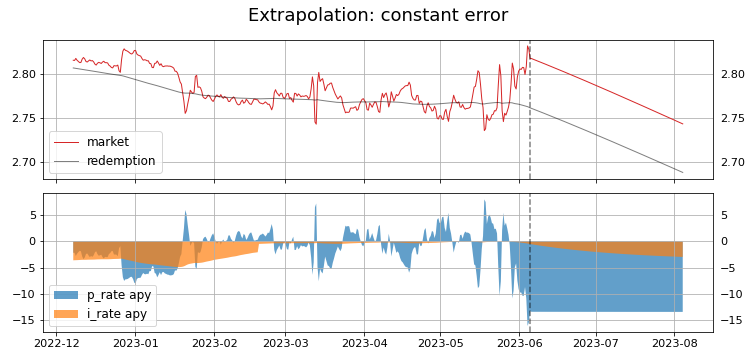 Extrapolation: constant error
2.80
2.75
2.70
2.80
2.75
2.70
market
redemption
5
0
−5
−10
−15
5
0
−5
−10
−15
p_rate apy
i_rate apy
2022-12 2023-01 2023-02 2023-03 2023-04 2023-05 2023-06 2023-07 2023-08